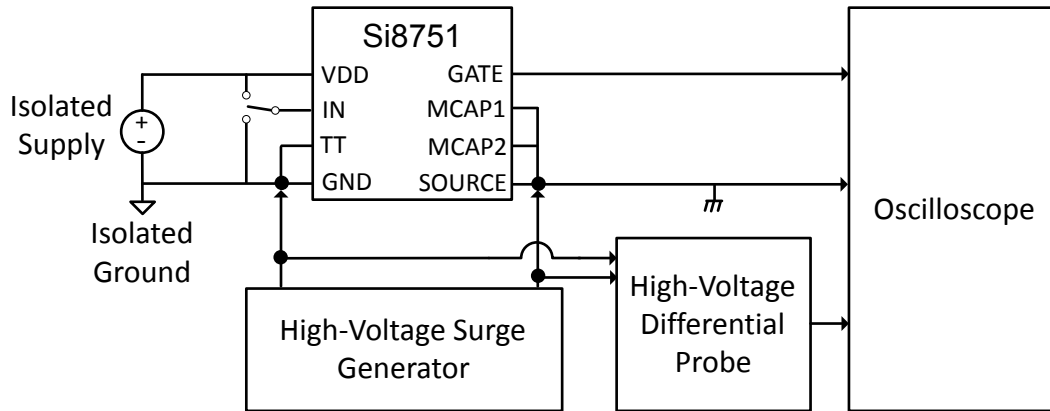 Si8751
VDD
GATE
IN
MCAP1
TT
MCAP2
GND
SOURCE
Isolated
Supply
+
-
Isolated
Ground
Oscilloscope
High-Voltage Surge
Generator
High-Voltage
Differential
Probe